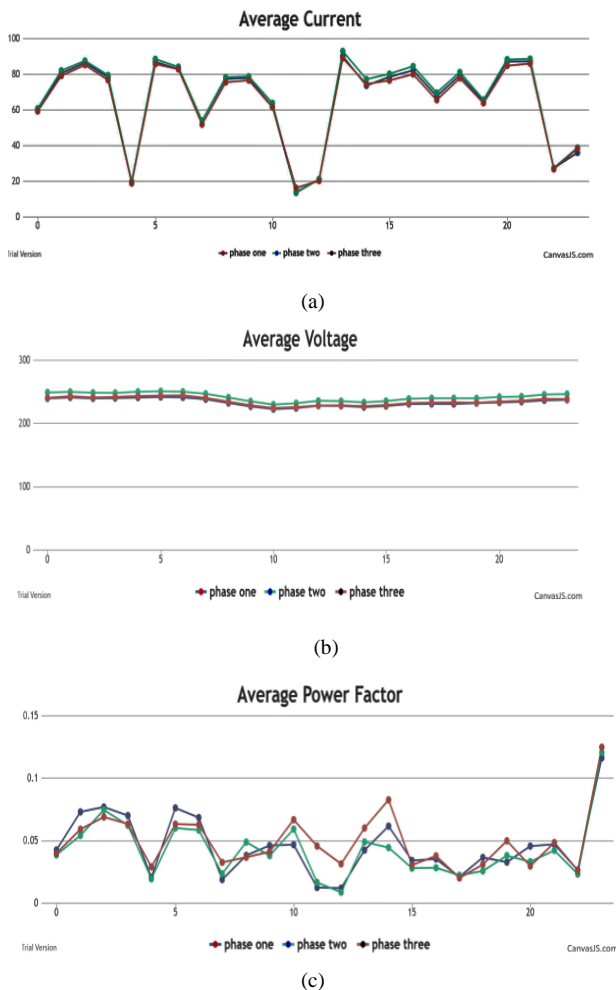 Average Current
100
80
60
40
20
0
0 5 10 15 20
Trial Version
phase one phase two phase three
CanvasJS.com
(a)
Average Voltage
300
200
100
0
0 5 10 15 20
Trial Version
phase one phase two phase three
CanvasJS.com
(b)
Average Power Factor
0.15
0.1
0.05
0
0 5 10 15 20
Trial Version
phase one phase two phase three
CanvasJS.com
(c)